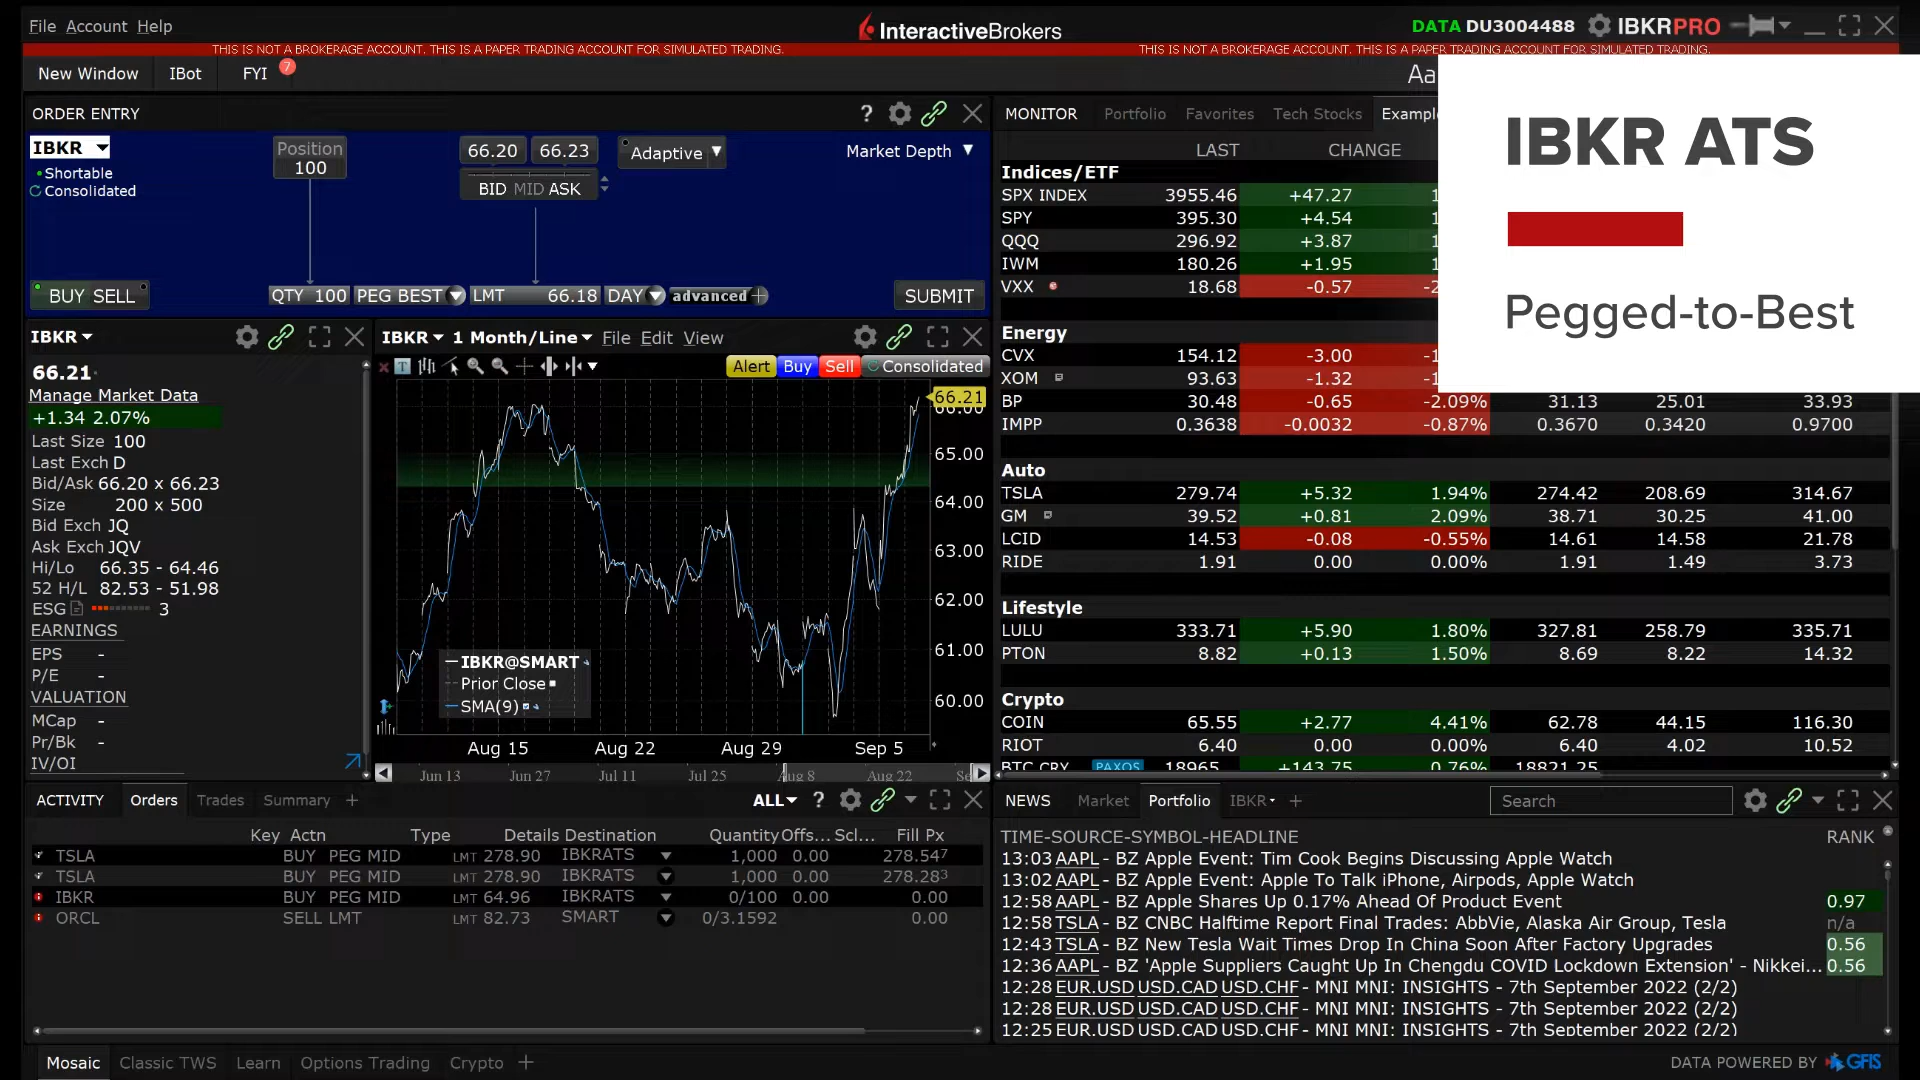 File Account Help
InteractiveBrokers
DATA DU3004488 IBKRPRO
THIS IS NOT A BROKERAGE ACCOUNT. THIS IS A PAPER TRADING ACCOUNT FOR SIMULATED TRADING.
THIS IS NOT A BROKERAGE ACCOUNT. THIS IS A PAPER TRADING ACCOUNT FOR SIMULATED TRADING.
New Window IBot FYI 7
IBKR ATS
Pegged-to-Best
ORDER ENTRY
IBKR
Shortable
Consolidated
Position
100
66.20 66.23 Adaptive
BID MID ASK
Market Depth
BUY SELL QTY 100 PEG BEST LMT 66.18 DAY advanced + SUBMIT
IBKR
66.21
Manage Market Data
+1.34 2.07%
Last Size 100
Last Exch D
Bid/Ask 66.20 x 66.23
Size 200 x 500
Bid Exch JQ
Ask Exch JQV
Hi/Lo 66.35 - 64.46
52 H/L 82.53 - 51.98
ESG 3
EARNINGS
EPS -
P/E -
VALUATION
MCap -
Pr/Bk -
IV/OI
IBKR 1 Month/Line File Edit View
Alert Buy Sell Consolidated
66.21
65.00
64.00
63.00
62.00
61.00
60.00
IBKR@SMART
Prior Close
SMA(9)
Aug 15 Aug 22 Aug 29 Sep 5
Jun 13 Jun 27 Jul 11 Jul 25 Aug 8 Aug 22
MONITOR Portfolio Favorites Tech Stocks
LAST CHANGE
Indices/ETF
SPX INDEX 3955.46 +47.27
SPY 395.30 +4.54
QQQ 296.92 +3.87
IWM 180.26 +1.95
VXX 18.68 -0.57
Energy
CVX 154.12 -3.00
XOM 93.63 -1.32
BP 30.48 -0.65 -2.09% 31.13 25.01 33.93
IMPP 0.3638 -0.0032 -0.87% 0.3670 0.3420 0.9700
Auto
TSLA 279.74 +5.32 1.94% 274.42 208.69 314.67
GM 39.52 +0.81 2.09% 38.71 30.25 41.00
LCID 14.53 -0.08 -0.55% 14.61 14.58 21.78
RIDE 1.91 0.00 0.00% 1.91 1.49 3.73
Lifestyle
LULU 333.71 +5.90 1.80% 327.81 258.79 335.71
PTON 8.82 +0.13 1.50% 8.69 8.22 14.32
Crypto
COIN 65.55 +2.77 4.41% 62.78 44.15 116.30
RIOT 6.40 0.00 0.00% 6.40 4.02 10.52
BTC.CRY PAXOS 18965 +143.75 0.76% 18821.25
ACTIVITY Orders Trades Summary + ALL ?
Key Actn Type Details Destination Quantity Offs... Scl... Fill Px
TSLA BUY PEG MID LMT 278.90 IBKRATS 1,000 0.00 278.547
TSLA BUY PEG MID LMT 278.90 IBKRATS 1,000 0.00 278.283
IBKR BUY PEG MID LMT 64.96 IBKRATS 0/100 0.00 0.00
ORCL SELL LMT LMT 82.73 SMART 0/3.1592 0.00
NEWS Market Portfolio IBKR + Search
TIME-SOURCE-SYMBOL-HEADLINE RANK
13:03 AAPL - BZ Apple Event: Tim Cook Begins Discussing Apple Watch
13:02 AAPL - BZ Apple Event: Apple To Talk iPhone, Airpods, Apple Watch
12:58 AAPL - BZ Apple Shares Up 0.17% Ahead Of Product Event 0.97
12:58 TSLA - BZ CNBC Halftime Report Final Trades: AbbVie, Alaska Air Group, Tesla n/a
12:43 TSLA - BZ New Tesla Wait Times Drop In China Soon After Factory Upgrades 0.56
12:36 AAPL - BZ 'Apple Suppliers Caught Up In Chengdu COVID Lockdown Extension' - Nikkei... 0.56
12:28 EUR.USD USD.CAD USD.CHF - MNI MNI: INSIGHTS - 7th September 2022 (2/2)
12:28 EUR.USD USD.CAD USD.CHF - MNI MNI: INSIGHTS - 7th September 2022 (2/2)
12:25 EUR.USD USD.CAD USD.CHF - MNI MNI: INSIGHTS - 7th September 2022 (2/2)
Mosaic Classic TWS Learn Options Trading Crypto +
DATA POWERED BY GFIS